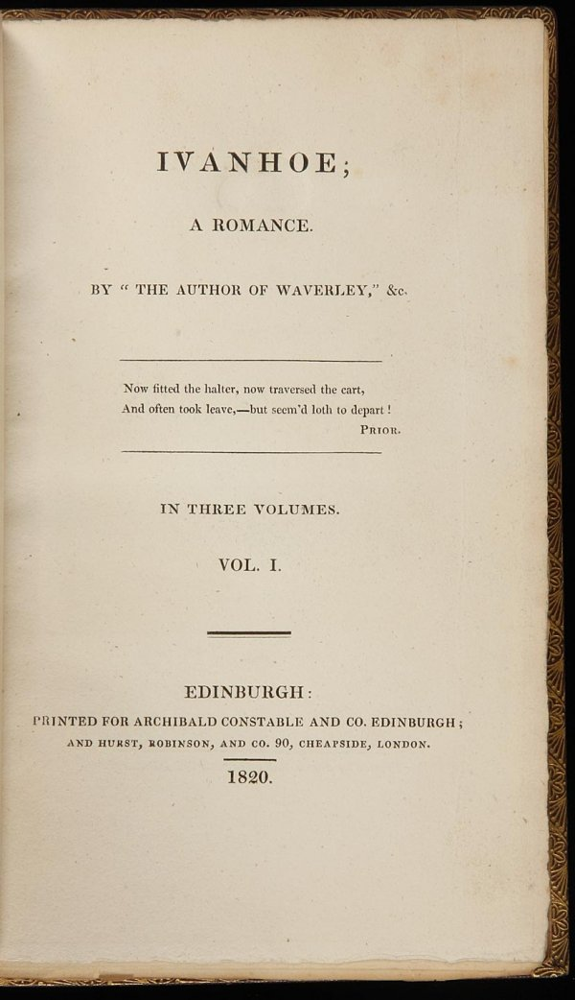 IVANHOE;
A ROMANCE.
BY “ THE AUTHOR OF WAVERLEY,” &c.
Now fitted the halter, now traversed the cart,
And often took leave,—but seem'd loth to depart !
PRIOR.
IN THREE VOLUMES.
VOL. I.
EDINBURGH:
PRINTED FOR ARCHIBALD CONSTABLE AND CO. EDINBURGH;
AND HURST, ROBINSON, AND CO. 90, CHEAPSIDE, LONDON.
1820.